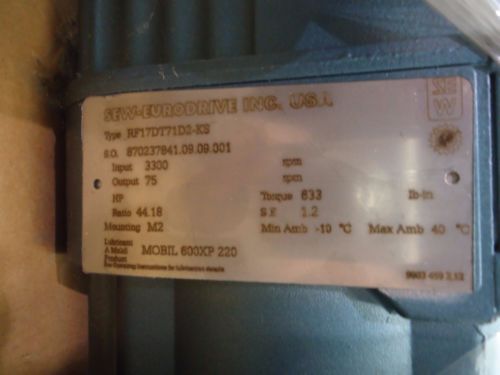 SEW-EURODRIVE INC. USA
SEW
Type RF17DT71D2-KS
S.O. 870237841.09.09.001
Input 3300 rpm
Output 75 rpm
HP Torque 633 lb-in
Ratio 44.18 S.F. 1.2
Mounting M2 Min Amb -10 °C Max Amb 40 °C
Lubricant
MOBIL 600XP 220
Product
See Operating Instructions for lubrication details